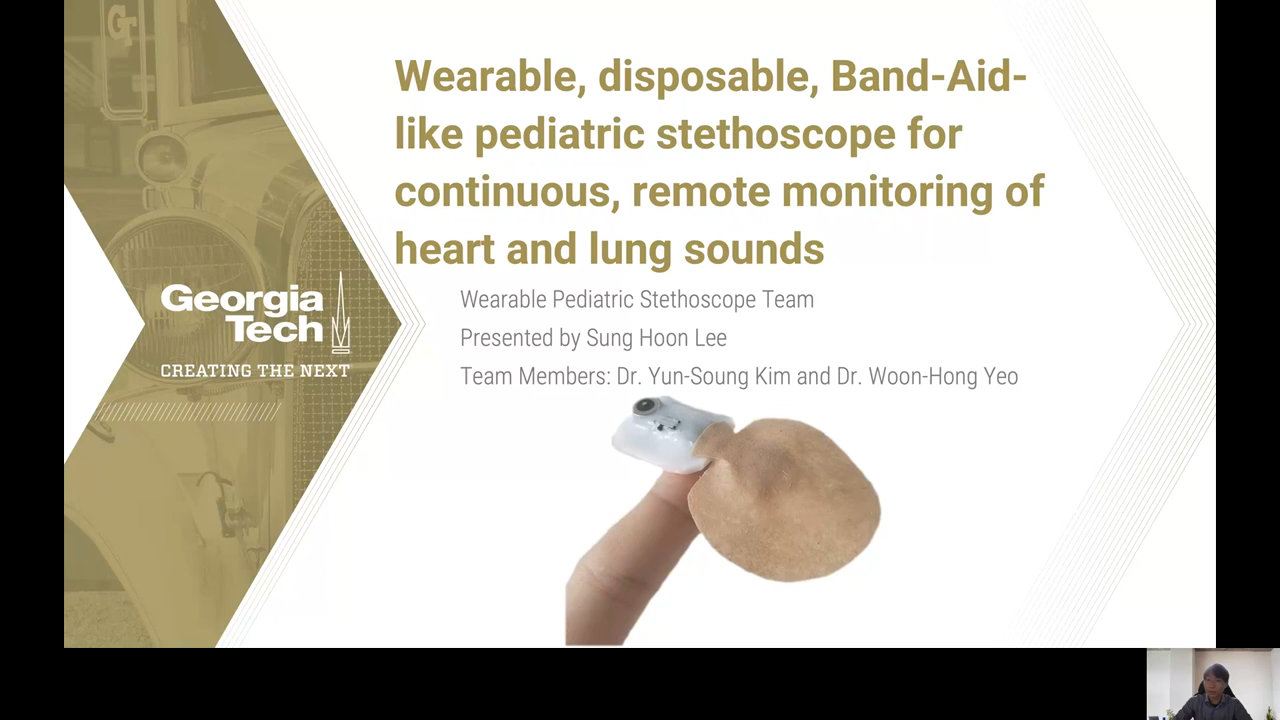 GT
Wearable, disposable, Band-Aid-
like pediatric stethoscope for
continuous, remote monitoring of
heart and lung sounds
Wearable Pediatric Stethoscope Team
Presented by Sung Hoon Lee
Team Members: Dr. Yun-Soung Kim and Dr. Woon-Hong Yeo
Georgia
Tech
CREATING THE NEXT